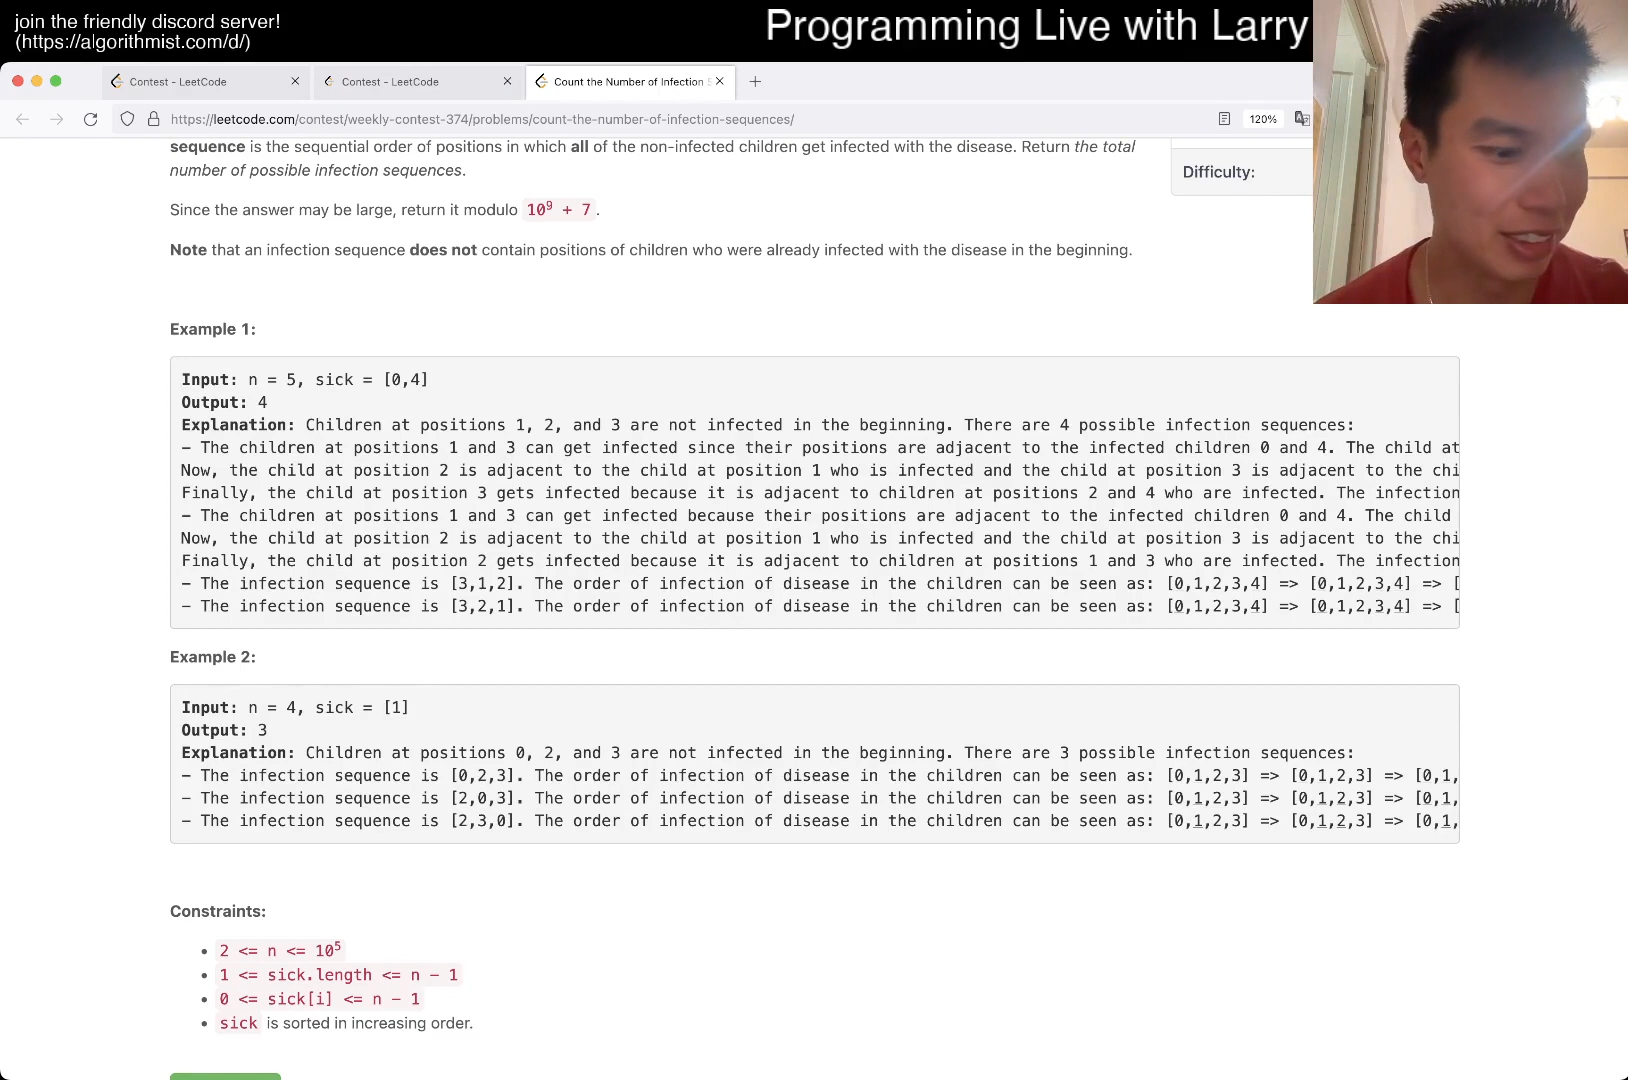 join the friendly discord server!
(https://algorithmist.com/d/)
Programming Live with Larry
Contest - LeetCode
Contest - LeetCode
Count the Number of Infection
https://leetcode.com/contest/weekly-contest-374/problems/count-the-number-of-infection-sequences/
120%
sequence is the sequential order of positions in which all of the non-infected children get infected with the disease. Return the total
number of possible infection sequences.
Difficulty:
Since the answer may be large, return it modulo 10⁹ + 7.
Note that an infection sequence does not contain positions of children who were already infected with the disease in the beginning.
Example 1:
Input: n = 5, sick = [0,4]
Output: 4
Explanation: Children at positions 1, 2, and 3 are not infected in the beginning. There are 4 possible infection sequences:
- The children at positions 1 and 3 can get infected since their positions are adjacent to the infected children 0 and 4. The child at
Now, the child at position 2 is adjacent to the child at position 1 who is infected and the child at position 3 is adjacent to the chi
Finally, the child at position 3 gets infected because it is adjacent to children at positions 2 and 4 who are infected. The infection
- The children at positions 1 and 3 can get infected because their positions are adjacent to the infected children 0 and 4. The child
Now, the child at position 2 is adjacent to the child at position 1 who is infected and the child at position 3 is adjacent to the chi
Finally, the child at position 2 gets infected because it is adjacent to children at positions 1 and 3 who are infected. The infection
- The infection sequence is [3,1,2]. The order of infection of disease in the children can be seen as: [0,1,2,3,4] => [0,1,2,3,4] => [
- The infection sequence is [3,2,1]. The order of infection of disease in the children can be seen as: [0,1,2,3,4] => [0,1,2,3,4] => [
Example 2:
Input: n = 4, sick = [1]
Output: 3
Explanation: Children at positions 0, 2, and 3 are not infected in the beginning. There are 3 possible infection sequences:
- The infection sequence is [0,2,3]. The order of infection of disease in the children can be seen as: [0,1,2,3] => [0,1,2,3] => [0,1,
- The infection sequence is [2,0,3]. The order of infection of disease in the children can be seen as: [0,1,2,3] => [0,1,2,3] => [0,1,
- The infection sequence is [2,3,0]. The order of infection of disease in the children can be seen as: [0,1,2,3] => [0,1,2,3] => [0,1,
Constraints:
2 <= n <= 10⁵
1 <= sick.length <= n - 1
0 <= sick[i] <= n - 1
sick is sorted in increasing order.